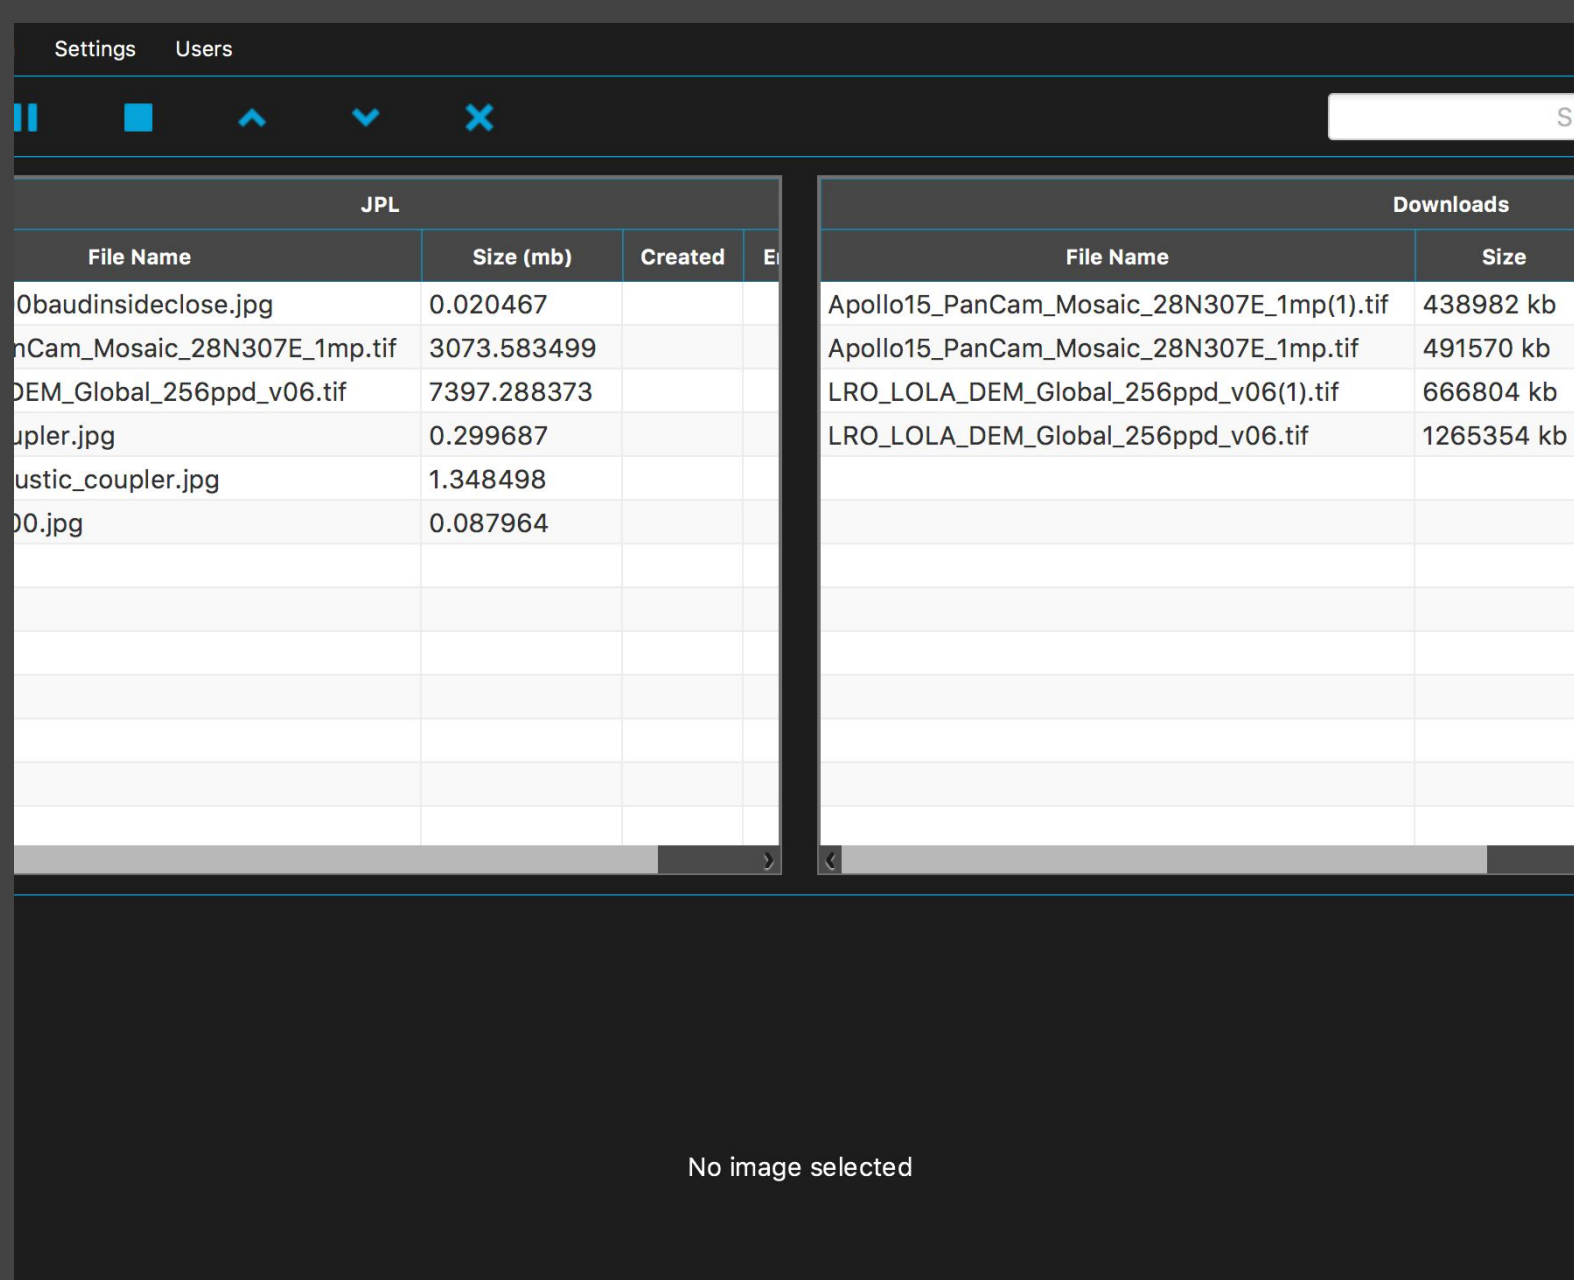 Settings Users
S
JPL
File Name Size (mb) Created
0baudinsideclose.jpg 0.020467
nCam_Mosaic_28N307E_1mp.tif 3073.583499
DEM_Global_256ppd_v06.tif 7397.288373
upler.jpg 0.299687
ustic_coupler.jpg 1.348498
00.jpg 0.087964
Downloads
File Name Size
Apollo15_PanCam_Mosaic_28N307E_1mp(1).tif 438982 kb
Apollo15_PanCam_Mosaic_28N307E_1mp.tif 491570 kb
LRO_LOLA_DEM_Global_256ppd_v06(1).tif 666804 kb
LRO_LOLA_DEM_Global_256ppd_v06.tif 1265354 kb
No image selected